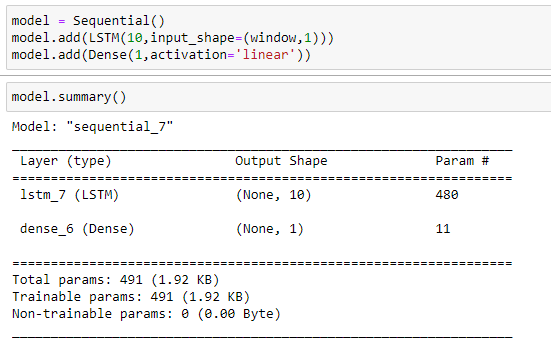 model = Sequential()
model.add(LSTM(10,input_shape=(window,1)))
model.add(Dense(1,activation='linear'))
model.summary()
Model: "sequential_7"
_________________________________________________________________
Layer (type)                Output Shape              Param #
=================================================================
lstm_7 (LSTM)               (None, 10)                480
dense_6 (Dense)             (None, 1)                 11
=================================================================
Total params: 491 (1.92 KB)
Trainable params: 491 (1.92 KB)
Non-trainable params: 0 (0.00 Byte)
_________________________________________________________________